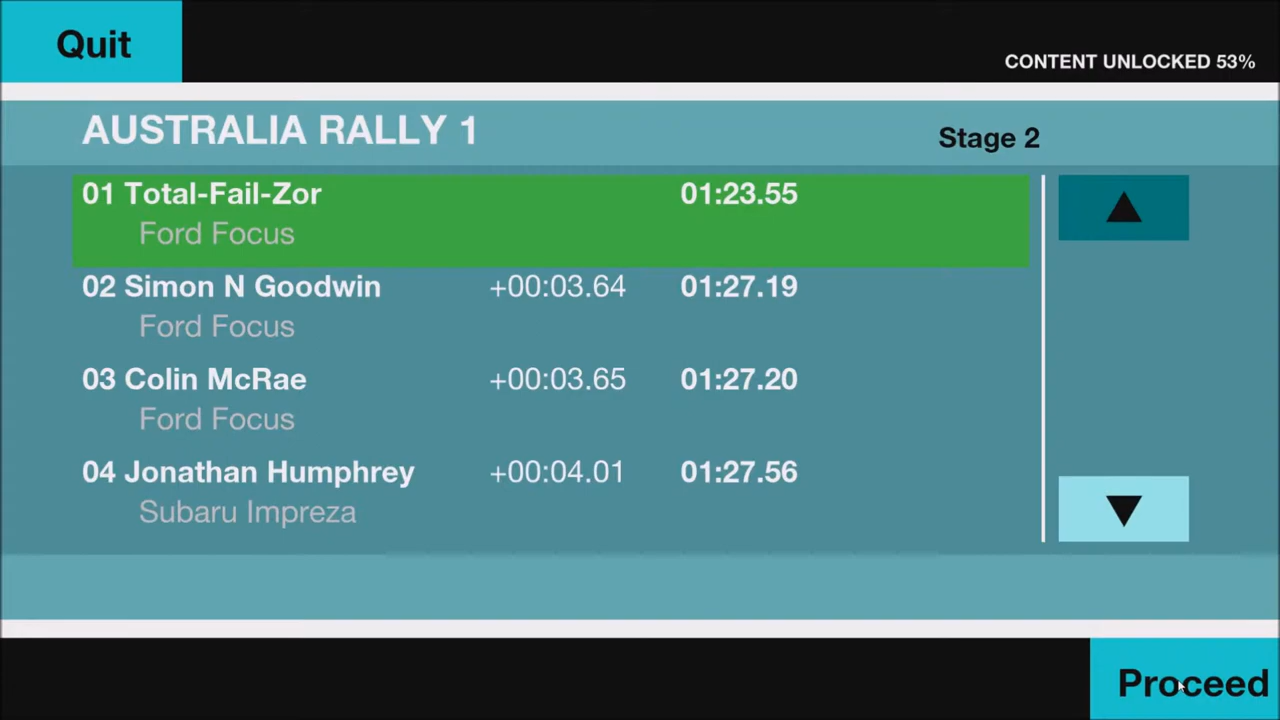 Quit
CONTENT UNLOCKED 53%
AUSTRALIA RALLY 1
Stage 2
01 Total-Fail-Zor 01:23.55
Ford Focus
02 Simon N Goodwin +00:03.64 01:27.19
Ford Focus
03 Colin McRae +00:03.65 01:27.20
Ford Focus
04 Jonathan Humphrey +00:04.01 01:27.56
Subaru Impreza
Proceed